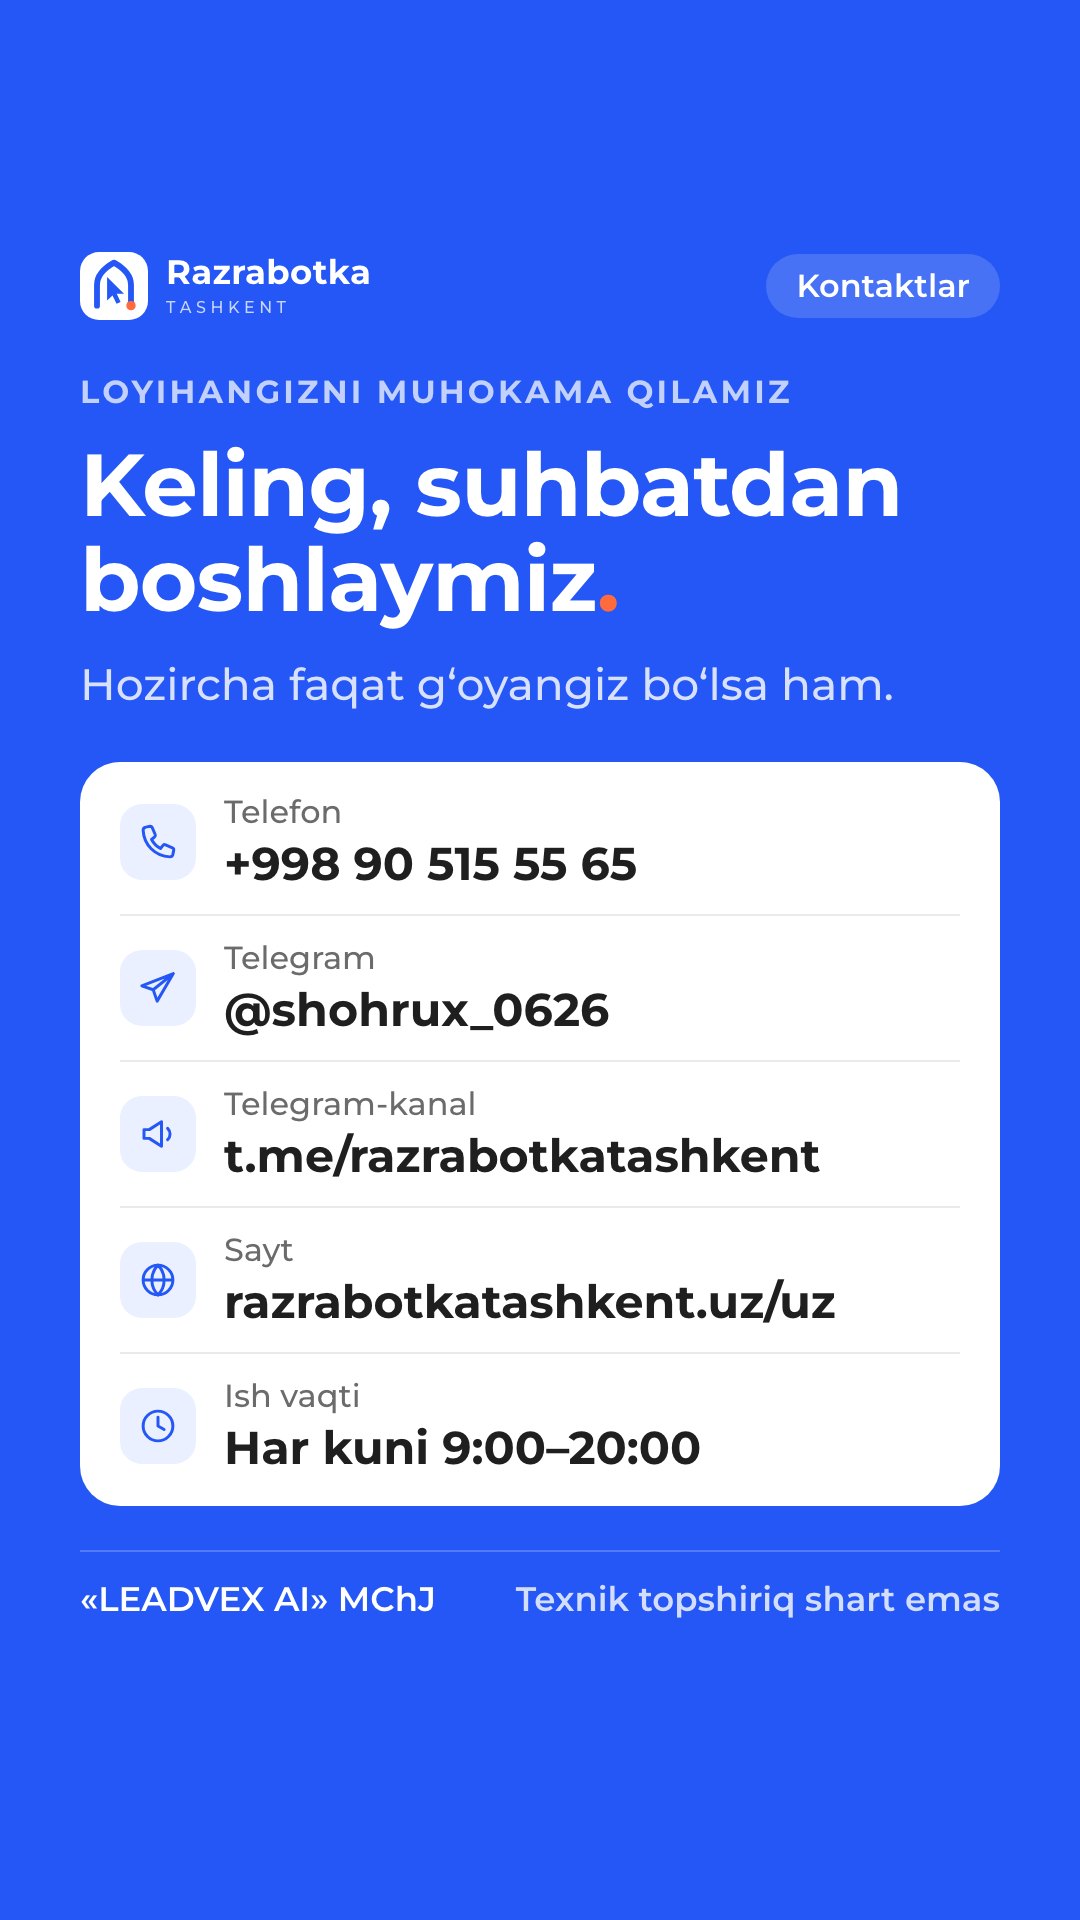 Razrabotka
TASHKENT
Kontaktlar
LOYIHANGIZNI MUHOKAMA QILAMIZ
Keling, suhbatdan
boshlaymiz.
Hozircha faqat gʻoyangiz boʻlsa ham.
Telefon
+998 90 515 55 65
Telegram
@shohrux_0626
Telegram-kanal
t.me/razrabotkatashkent
Sayt
razrabotkatashkent.uz/uz
Ish vaqti
Har kuni 9:00–20:00
«LEADVEX AI» MChJ
Texnik topshiriq shart emas